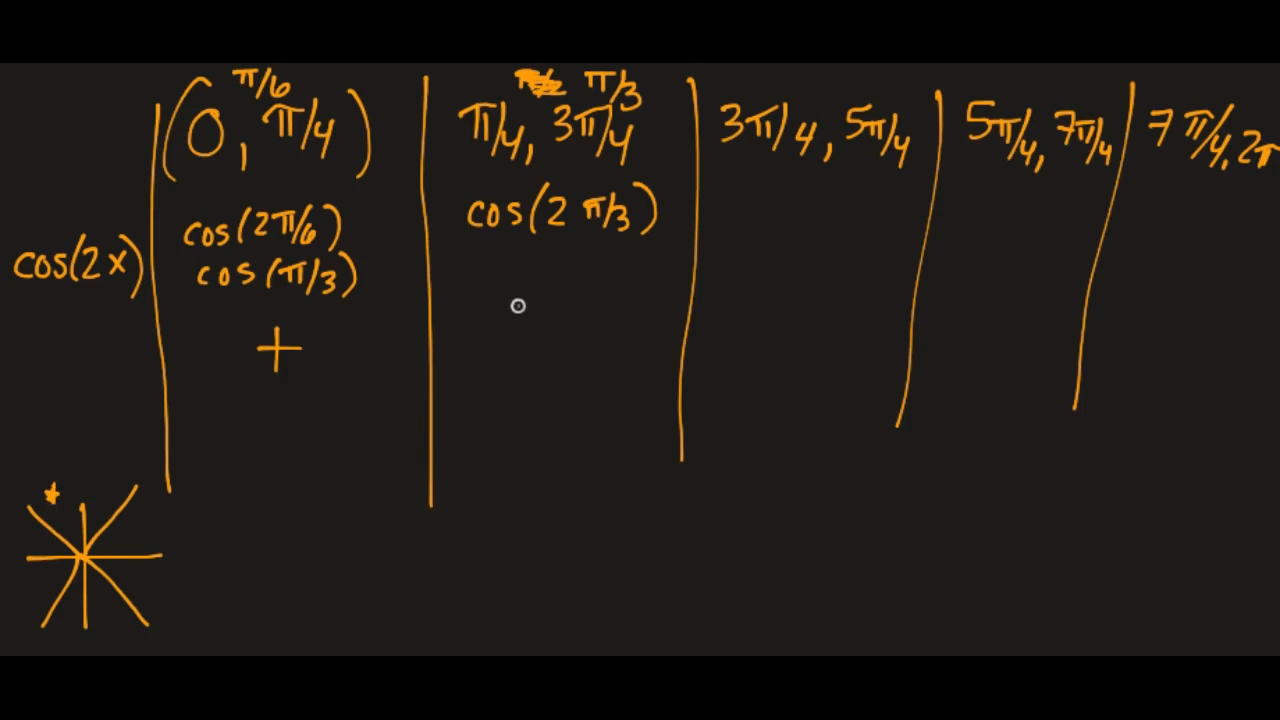 π/6 π/3
(0, π/4) π/4, 3π/4 3π/4, 5π/4 5π/4, 7π/4 7π/4, 2π
cos(2x) cos(2π/6) cos(2 π/3)
cos(π/3)
+